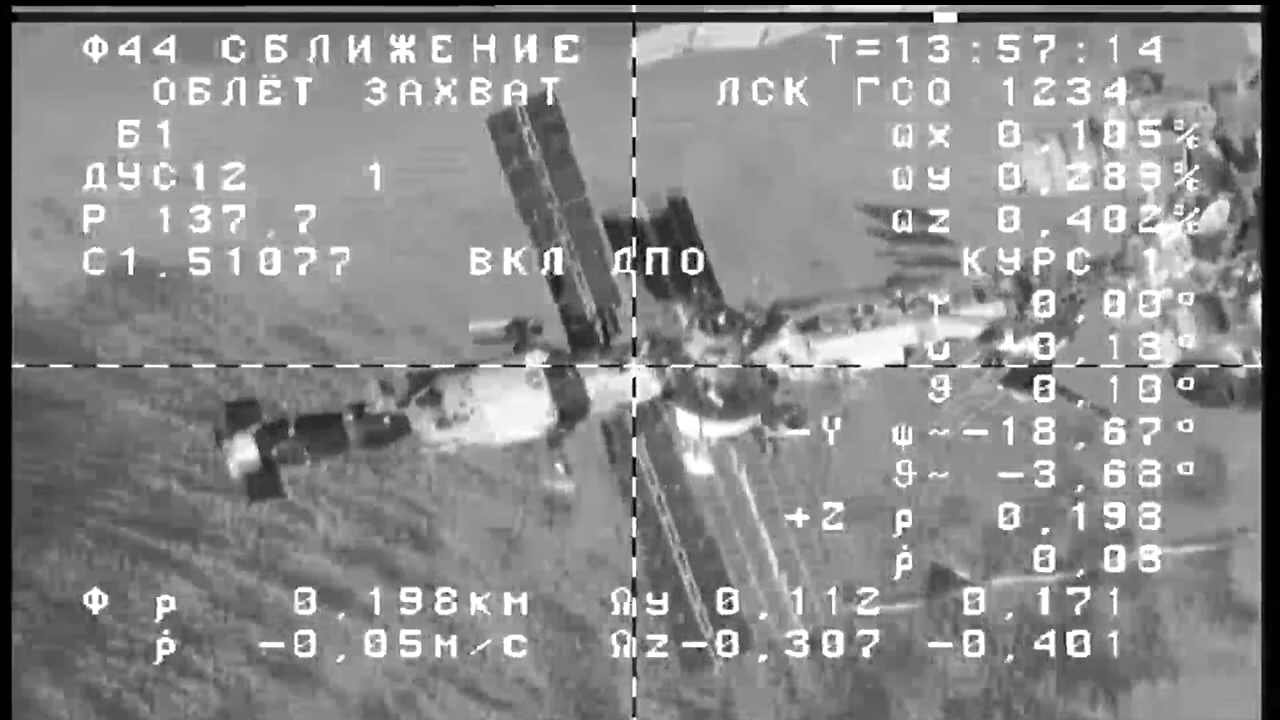 Ф44 СБЛИЖЕНИЕ Т=13:57:14
ОБЛЁТ ЗАХВАТ ЛСК ГСО 1234
Б1 ωx 0,105%
ДУС12 1 ωy 0,289%
Р 137,7 ωz 0,402%
С1.51077 ВКЛ ДПО КУРС 1
0,00°
0,18°
ϑ 0,10°
-Y ψ~-18,67°
ϑ~ -3,68°
+Z ρ 0,198
ρ̇ 0,08
Ф ρ 0,198км Ωy 0,112 0,171
ρ̇ -0,05м/с Ωz-0,307 -0,401